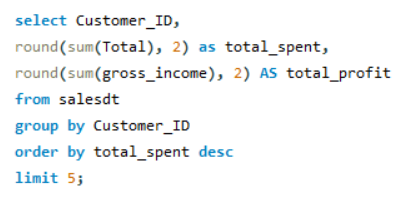 select Customer_ID,
round(sum(Total), 2) as total_spent,
round(sum(gross_income), 2) AS total_profit
from salesdt
group by Customer_ID
order by total_spent desc
limit 5;